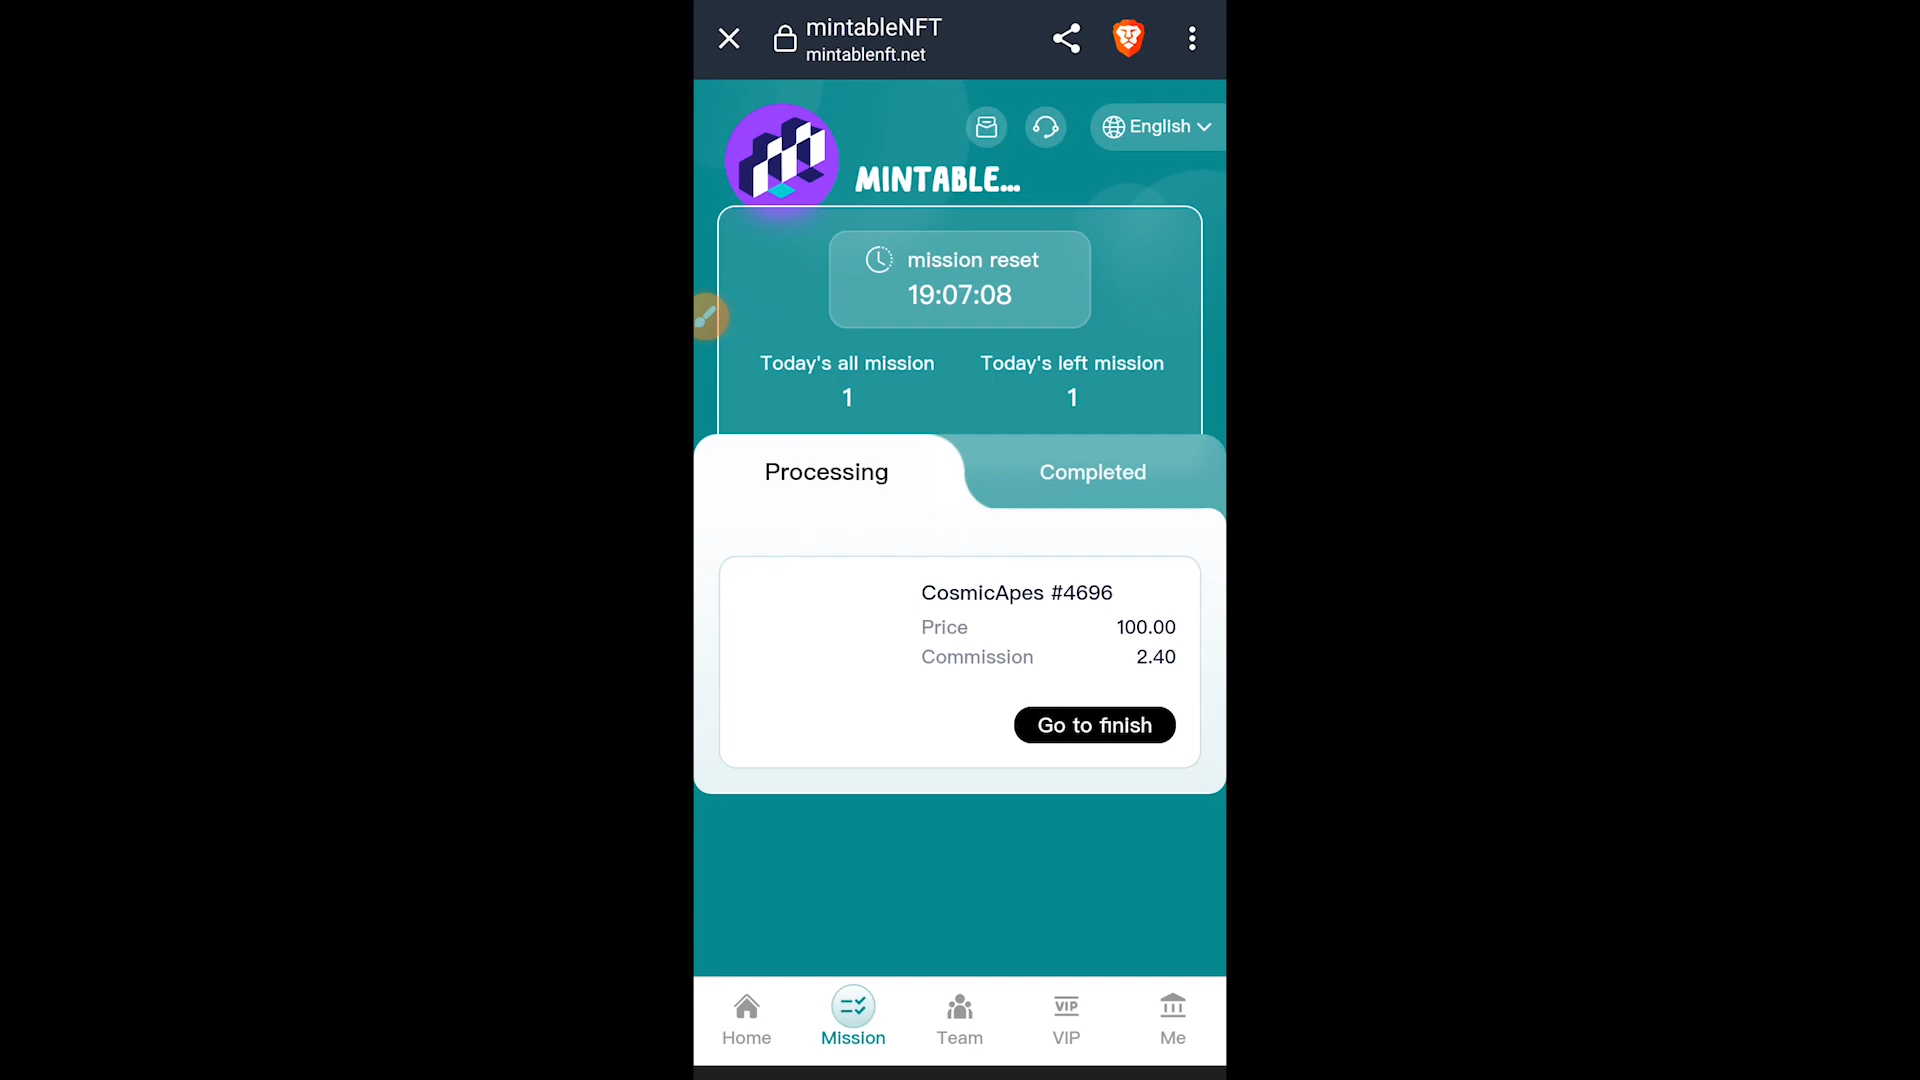 mintableNFT
mintablenft.net
English
MINTABLE...
mission reset
19:07:08
Today's all mission
Today's left mission
1
1
Processing
Completed
CosmicApes #4696
Price
100.00
Commission
2.40
Go to finish
VIP
Home
Mission
Team
VIP
Me